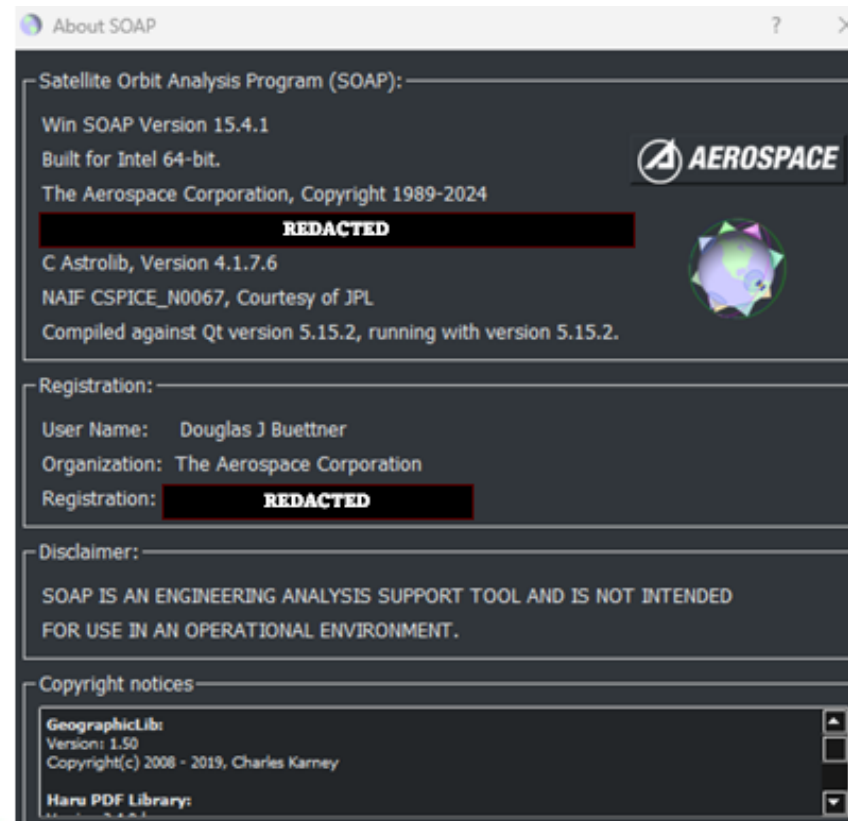 About SOAP
Satellite Orbit Analysis Program (SOAP):
Win SOAP Version 15.4.1
Built for Intel 64-bit.
The Aerospace Corporation, Copyright 1989-2024
REDACTED
C Astrolib, Version 4.1.7.6
NAIF CSPICE_N0067, Courtesy of JPL
Compiled against Qt version 5.15.2, running with version 5.15.2.
AEROSPACE
Registration:
User Name: Douglas J Buettner
Organization: The Aerospace Corporation
Registration: REDACTED
Disclaimer:
SOAP IS AN ENGINEERING ANALYSIS SUPPORT TOOL AND IS NOT INTENDED
FOR USE IN AN OPERATIONAL ENVIRONMENT.
Copyright notices
GeographicLib:
Version: 1.50
Copyright(c) 2008 - 2019, Charles Karney
Haru PDF Library: